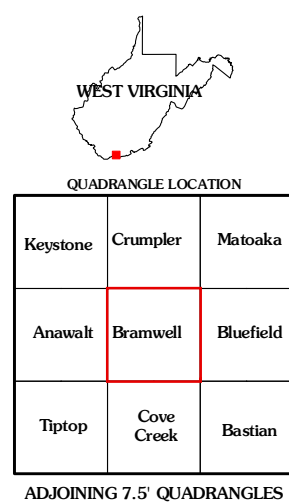 WEST VIRGINIA
QUADRANGLE LOCATION
Keystone Crumpler Matoaka
Anawalt Bramwell Bluefield
Tiptop Cove Creek Bastian
ADJOINING 7.5' QUADRANGLES